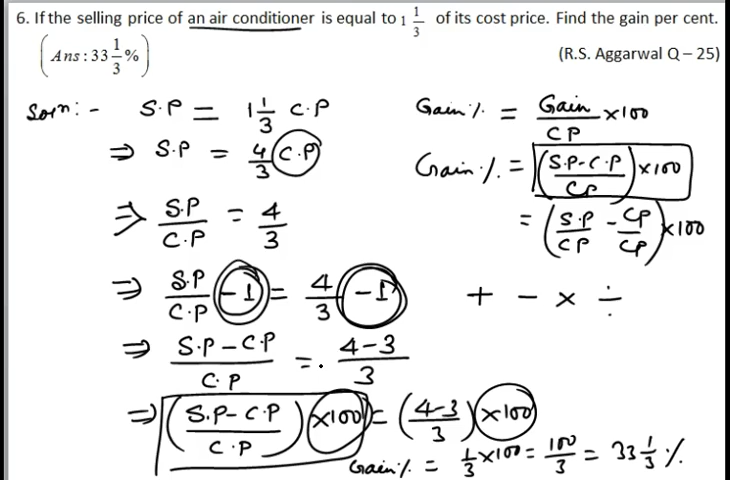 6. If the selling price of an air conditioner is equal to 1 1/3 of its cost price. Find the gain per cent.
(Ans : 33 1/3 %)
(R.S. Aggarwal Q – 25)
Soln :- S.P = 1 1/3 C.P
⇒ S.P = 4/3 C.P
⇒ S.P/C.P = 4/3
⇒ S.P/C.P - 1 = 4/3 - 1
⇒ S.P - C.P/C.P = 4-3/3
⇒ (S.P - C.P/C.P) ×100 = (4-3/3) ×100
Gain% = 1/3 ×100 = 100/3 = 33 1/3 %
Gain% = Gain/CP ×100
Gain% = (S.P - C.P/CP) ×100
= (S.P/CP - CP/CP) ×100
+ - × ÷